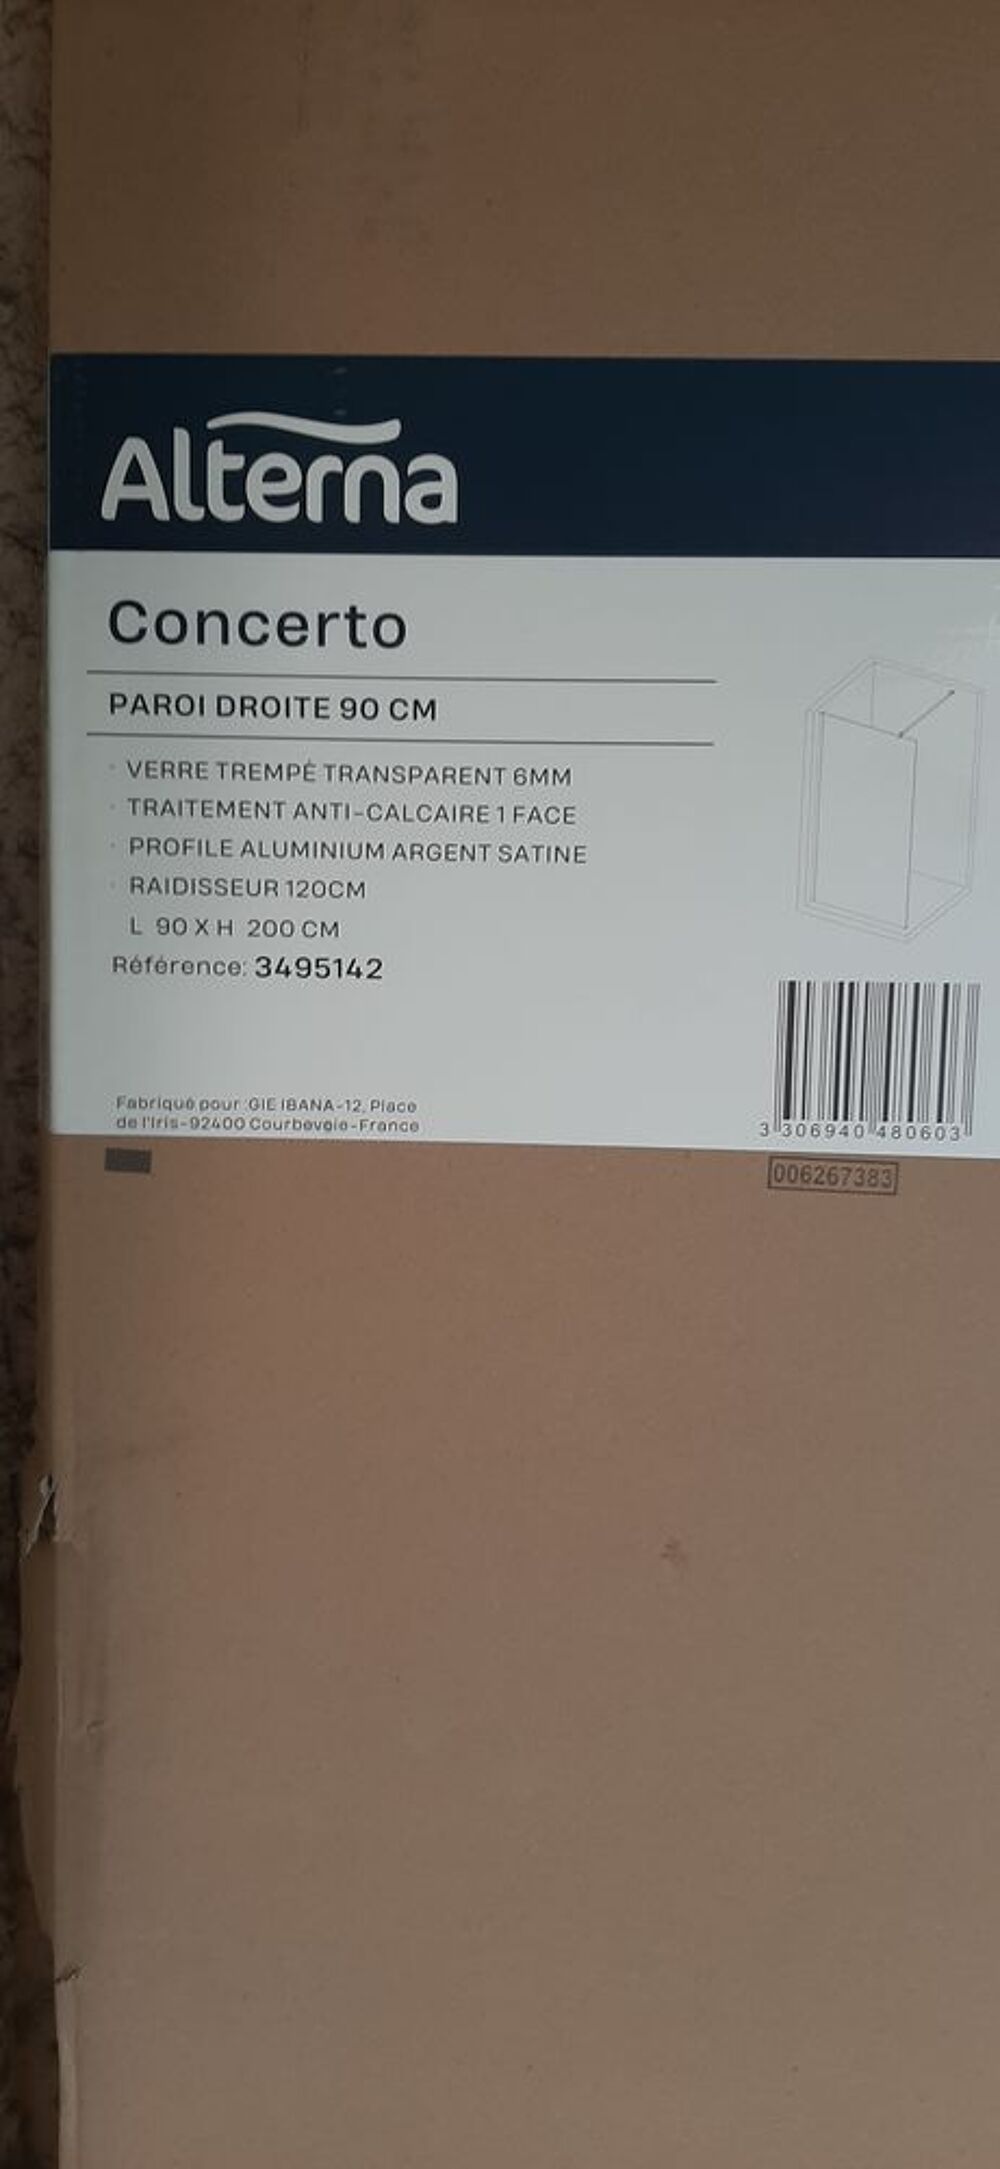 Alterna
Concerto
PAROI DROITE 90 CM
· VERRE TREMPÉ TRANSPARENT 6MM
· TRAITEMENT ANTI-CALCAIRE 1 FACE
· PROFILE ALUMINIUM ARGENT SATINE
· RAIDISSEUR 120CM
L 90 X H 200 CM
Référence: 3495142
Fabriqué pour :GIE ISANA-12, Place
de l'Iris-92400 Courbevoie-France
3 306940 480603
006267383